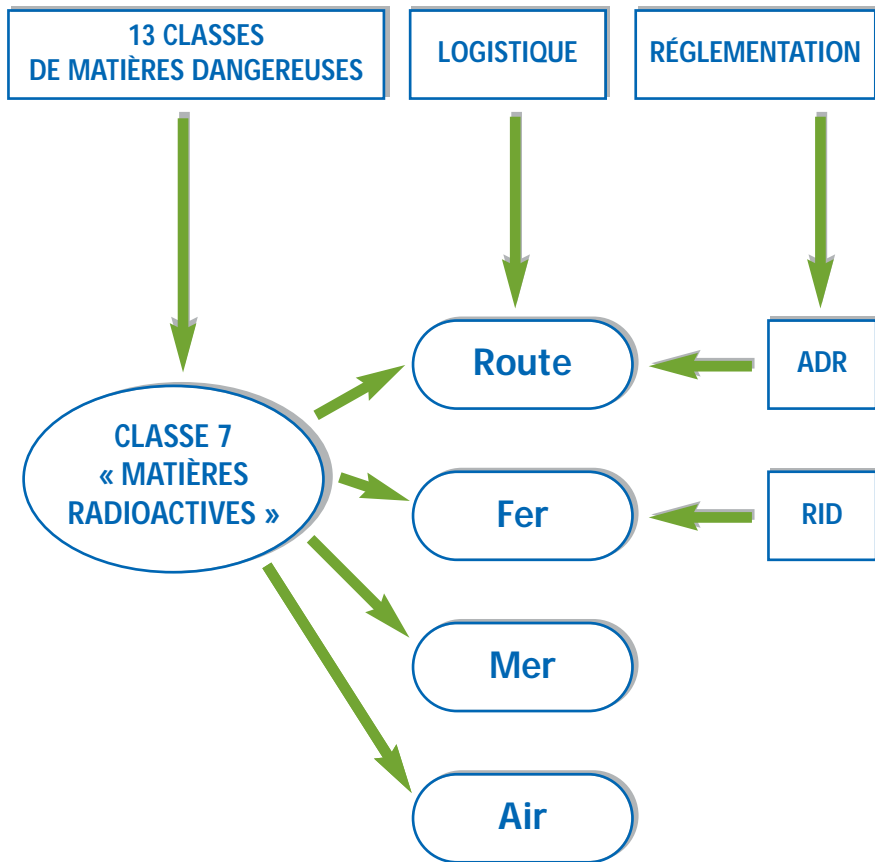 13 CLASSES
DE MATIÈRES DANGEREUSES
LOGISTIQUE
RÉGLEMENTATION
Route
ADR
CLASSE 7
« MATIÈRES
RADIOACTIVES »
Fer
RID
Mer
Air